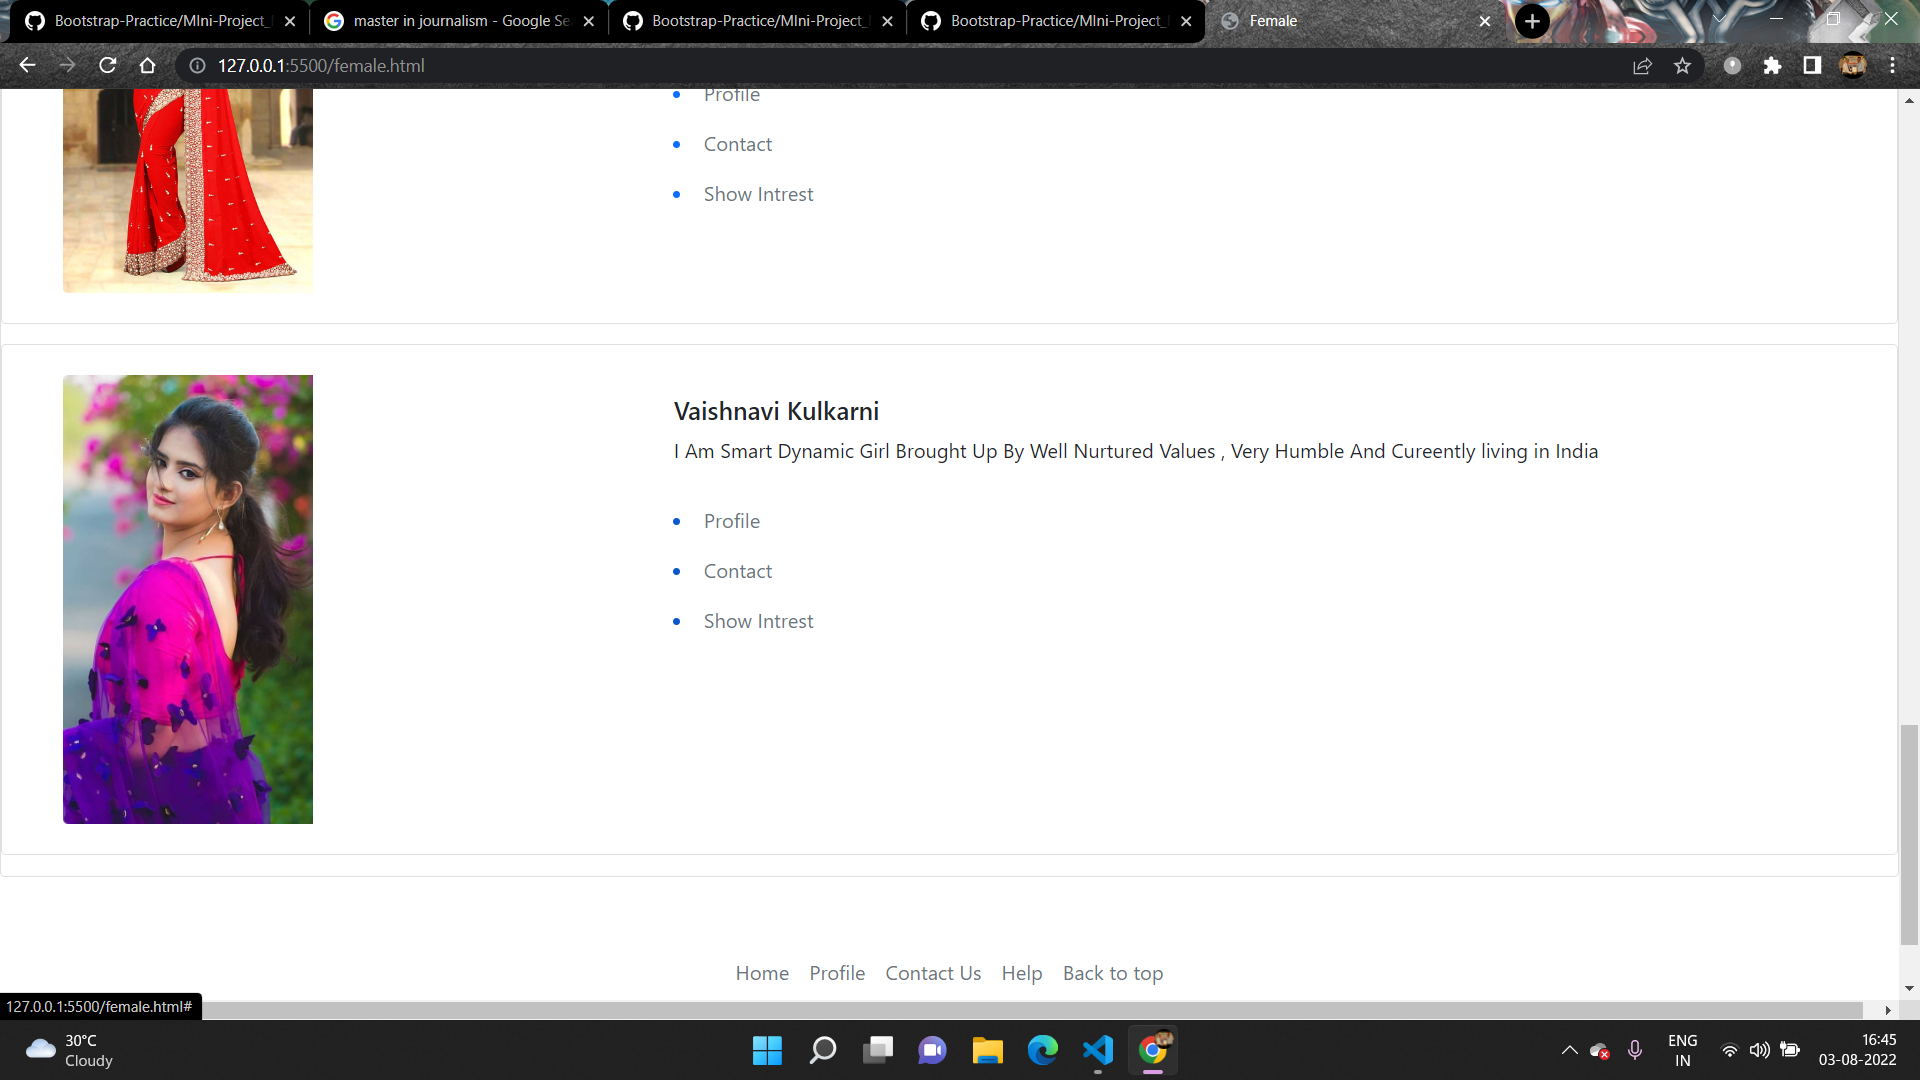 Bootstrap-Practice/MIni-Project_
master in journalism - Google Se
Bootstrap-Practice/MIni-Project_
Bootstrap-Practice/MIni-Project_
Female
127.0.0.1:5500/female.html
Profile
Contact
Show Intrest
Vaishnavi Kulkarni
I Am Smart Dynamic Girl Brought Up By Well Nurtured Values , Very Humble And Cureently living in India
Profile
Contact
Show Intrest
Home Profile Contact Us Help Back to top
127.0.0.1:5500/female.html#
30°C
Cloudy
ENG
IN
16:45
03-08-2022